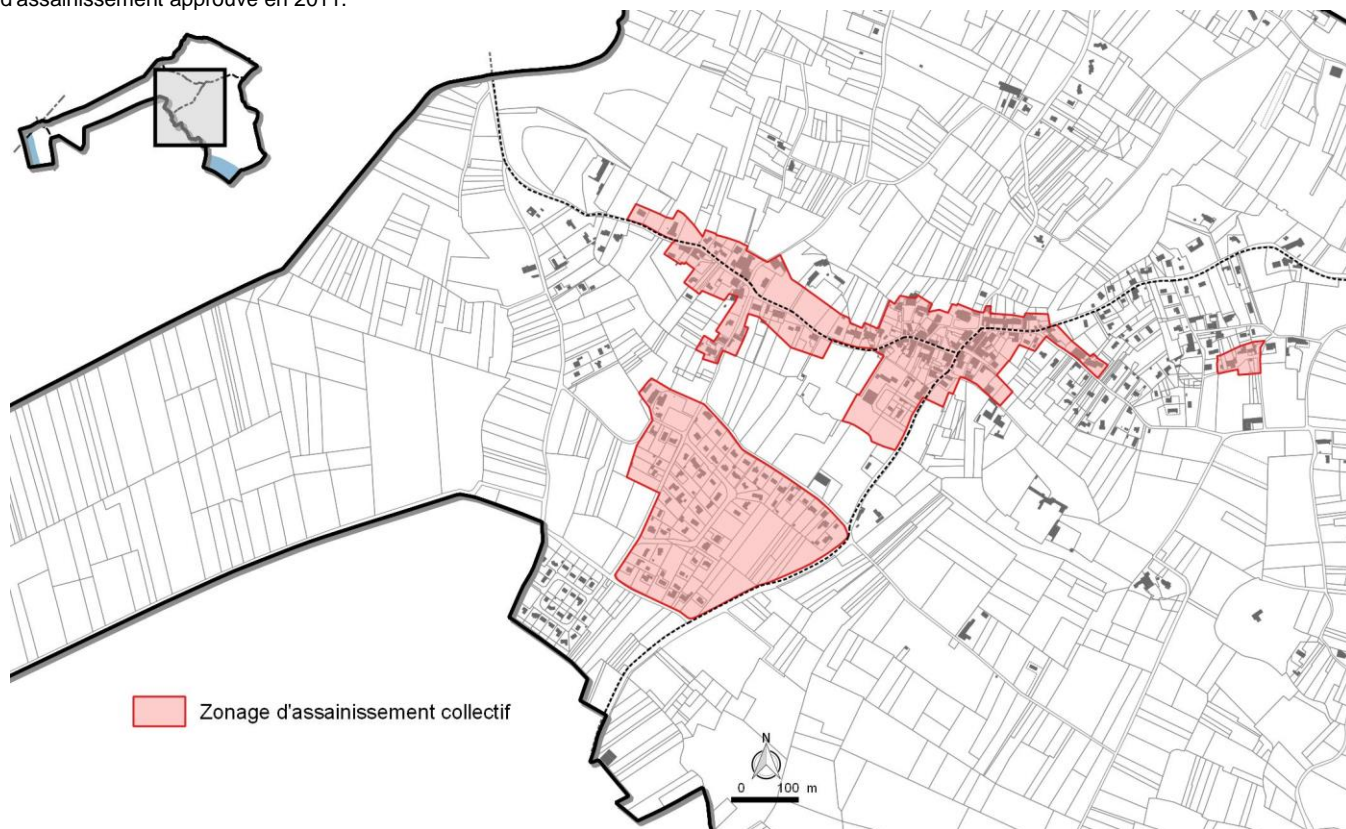 d'assainissement approuvé en 2011.
Zonage d'assainissement collectif
N
0 100 m